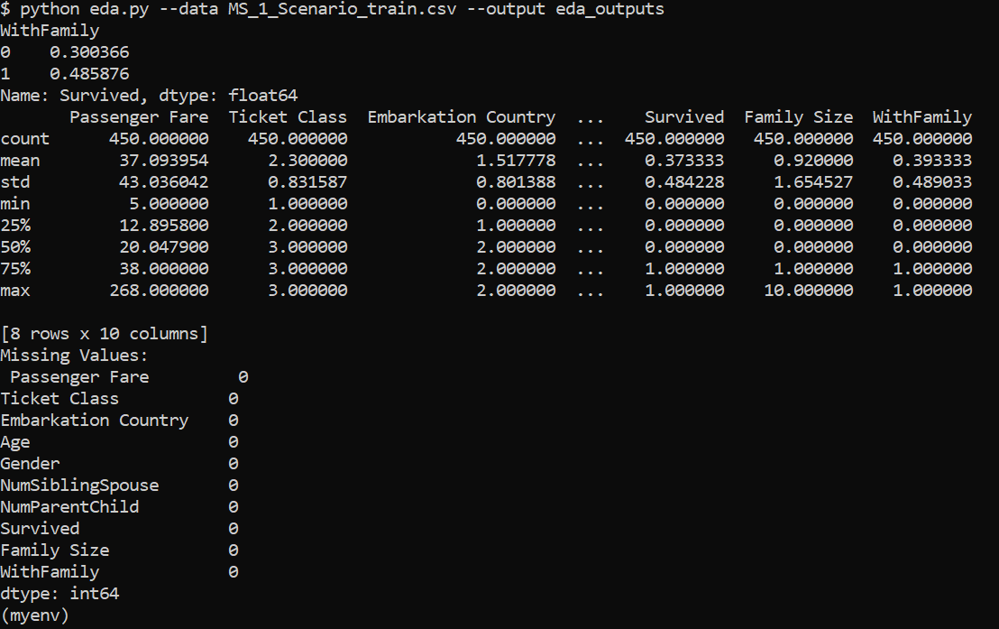 $ python eda.py --data MS_1_Scenario_train.csv --output eda_outputs
WithFamily
0    0.300366
1    0.485876
Name: Survived, dtype: float64
       Passenger Fare  Ticket Class  Embarkation Country  ...    Survived  Family Size  WithFamily
count      450.000000    450.000000           450.000000  ...  450.000000   450.000000  450.000000
mean        37.093954      2.300000             1.517778  ...    0.373333     0.920000    0.393333
std         43.036042      0.831587             0.801388  ...    0.484228     1.654527    0.489033
min          5.000000      1.000000             0.000000  ...    0.000000     0.000000    0.000000
25%         12.895800      2.000000             1.000000  ...    0.000000     0.000000    0.000000
50%         20.047900      3.000000             2.000000  ...    0.000000     0.000000    0.000000
75%         38.000000      3.000000             2.000000  ...    1.000000     1.000000    1.000000
max        268.000000      3.000000             2.000000  ...    1.000000    10.000000    1.000000

[8 rows x 10 columns]
Missing Values:
 Passenger Fare         0
Ticket Class           0
Embarkation Country    0
Age                    0
Gender                 0
NumSiblingSpouse       0
NumParentChild         0
Survived               0
Family Size            0
WithFamily             0
dtype: int64
(myenv)